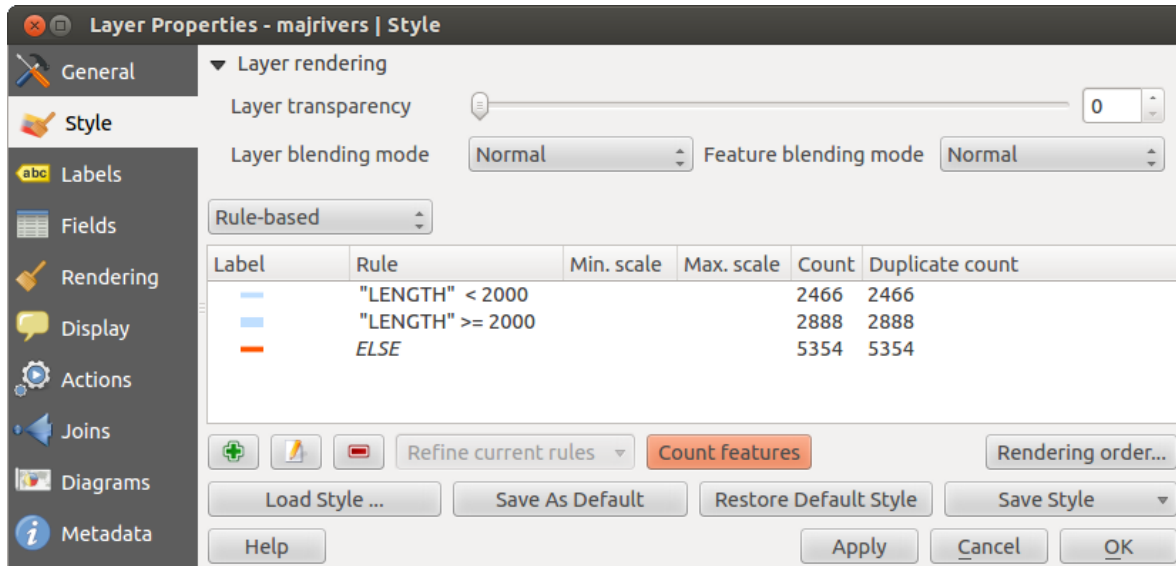 Layer Properties - majrivers | Style
General
Style
abc Labels
Fields
Rendering
Display
Actions
Joins
Diagrams
Metadata
Layer rendering
Layer transparency 0
Layer blending mode Normal Feature blending mode Normal
Rule-based
Label Rule Min. scale Max. scale Count Duplicate count
"LENGTH" < 2000 2466 2466
"LENGTH" >= 2000 2888 2888
ELSE 5354 5354
Refine current rules Count features Rendering order...
Load Style ... Save As Default Restore Default Style Save Style
Help Apply Cancel OK